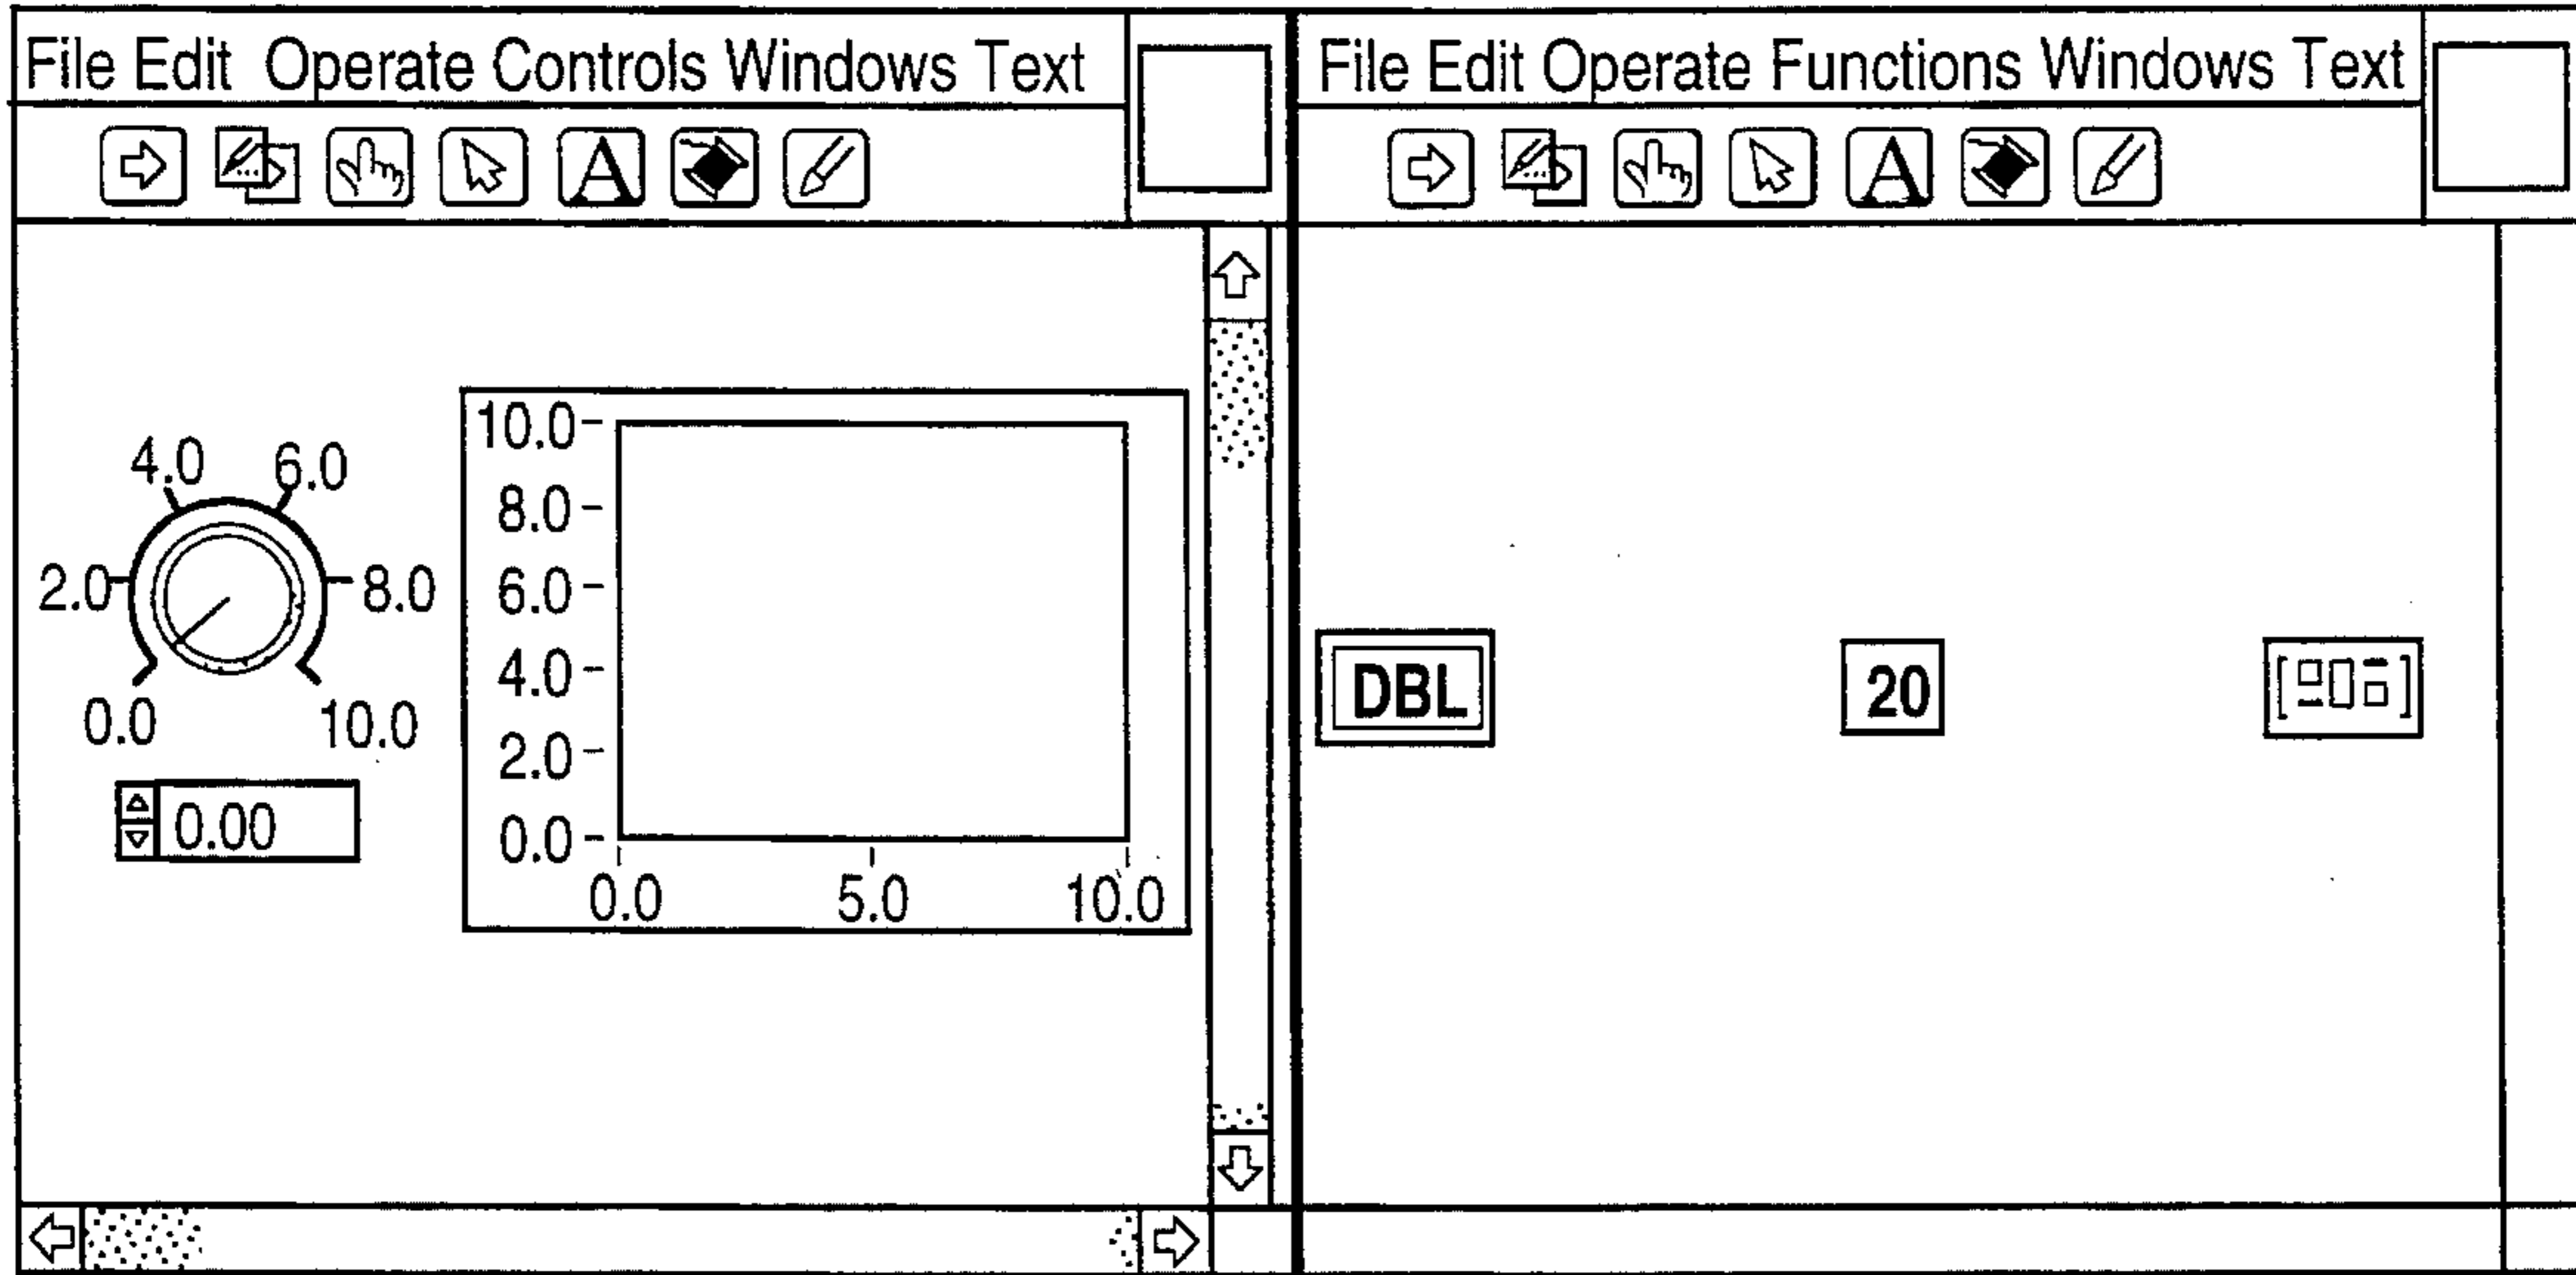 File Edit Operate Controls Windows Text
File Edit Operate Functions Windows Text
A
A
10.0
8.0
6.0
4.0
2.0
0.0
0.0 5.0 10.0
4.0 6.0
2.0 8.0
0.0 10.0
0.00
DBL
20